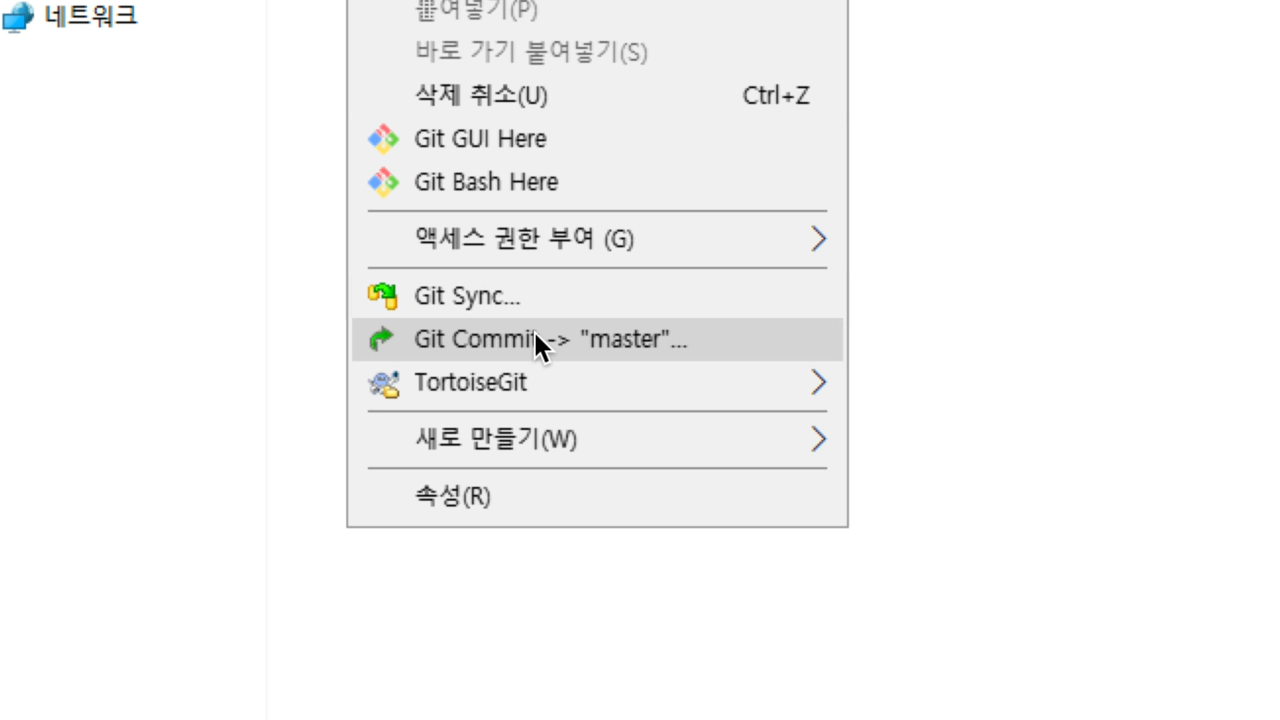 네트워크
붙여넣기(P)
바로 가기 붙여넣기(S)
삭제 취소(U) Ctrl+Z
Git GUI Here
Git Bash Here
액세스 권한 부여 (G)
Git Sync...
Git Commit -> "master"...
TortoiseGit
새로 만들기(W)
속성(R)